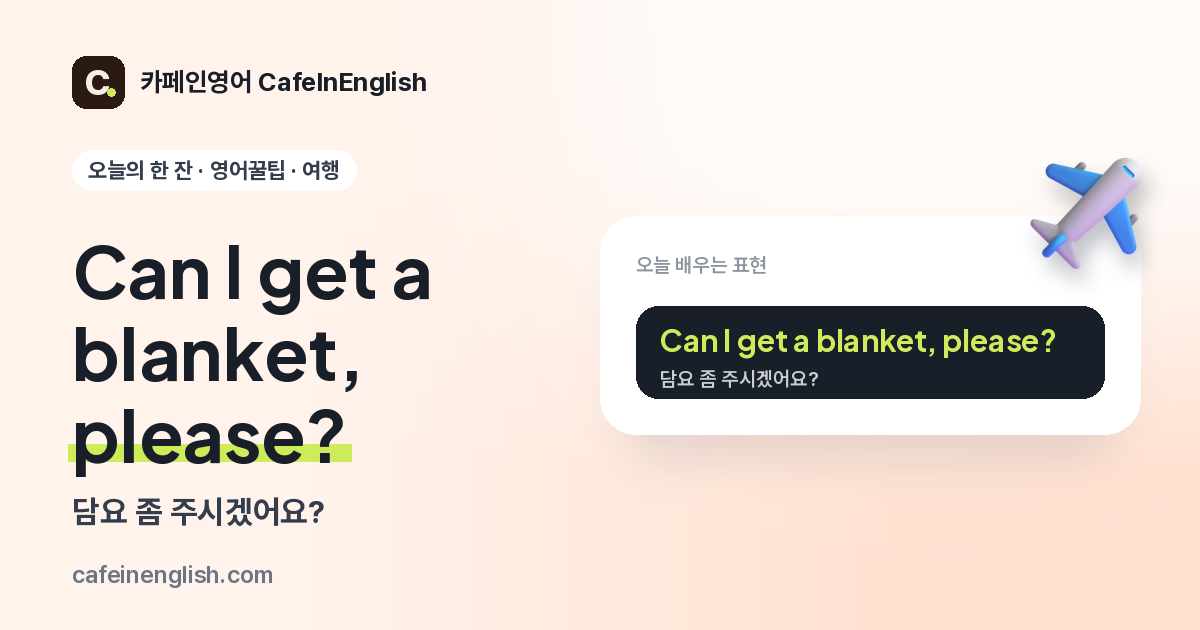 C
카페인영어 CafeInEnglish
오늘의 한 잔 · 영어꿀팁 · 여행
Can I get a
blanket,
please?
담요 좀 주시겠어요?
cafeinenglish.com
오늘 배우는 표현
Can I get a blanket, please?
담요 좀 주시겠어요?